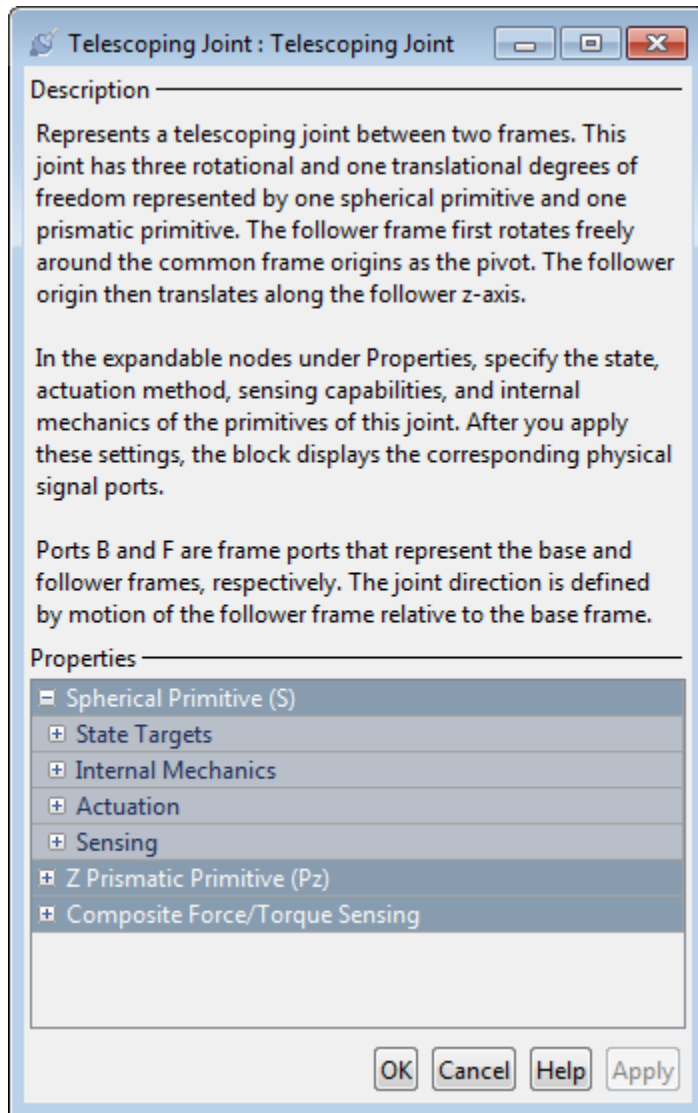 Telescoping Joint : Telescoping Joint
Description
Represents a telescoping joint between two frames. This
joint has three rotational and one translational degrees of
freedom represented by one spherical primitive and one
prismatic primitive. The follower frame first rotates freely
around the common frame origins as the pivot. The follower
origin then translates along the follower z-axis.
In the expandable nodes under Properties, specify the state,
actuation method, sensing capabilities, and internal
mechanics of the primitives of this joint. After you apply
these settings, the block displays the corresponding physical
signal ports.
Ports B and F are frame ports that represent the base and
follower frames, respectively. The joint direction is defined
by motion of the follower frame relative to the base frame.
Properties
Spherical Primitive (S)
State Targets
Internal Mechanics
Actuation
Sensing
Z Prismatic Primitive (Pz)
Composite Force/Torque Sensing
OK Cancel Help Apply